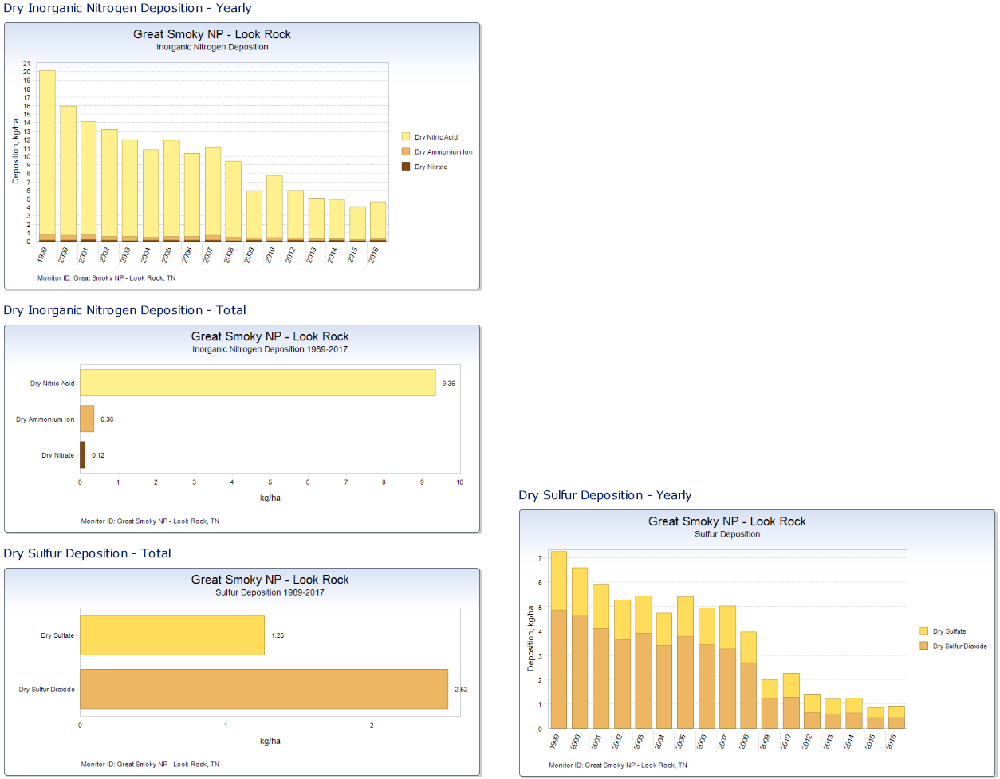 Dry Inorganic Nitrogen Deposition - Yearly
Great Smoky NP - Look Rock
Inorganic Nitrogen Deposition
Deposition, kg/ha
21
20
19
18
17
16
15
14
13
12
11
10
9
8
7
6
5
4
3
2
1
0
1999 2000 2001 2002 2003 2004 2005 2006 2007 2008 2009 2010 2012 2013 2014 2015 2016
Dry Nitric Acid
Dry Ammonium Ion
Dry Nitrate
Monitor ID: Great Smoky NP - Look Rock, TN
Dry Inorganic Nitrogen Deposition - Total
Great Smoky NP - Look Rock
Inorganic Nitrogen Deposition 1989-2017
Dry Nitric Acid 9.36
Dry Ammonium Ion 0.36
Dry Nitrate 0.12
0 1 2 3 4 5 6 7 8 9 10
kg/ha
Monitor ID: Great Smoky NP - Look Rock, TN
Dry Sulfur Deposition - Total
Great Smoky NP - Look Rock
Sulfur Deposition 1989-2017
Dry Sulfate 1.26
Dry Sulfur Dioxide 2.52
0 1 2
kg/ha
Monitor ID: Great Smoky NP - Look Rock, TN
Dry Sulfur Deposition - Yearly
Great Smoky NP - Look Rock
Sulfur Deposition
Deposition, kg/ha
7
6
5
4
3
2
1
0
1999 2000 2001 2002 2003 2004 2005 2006 2007 2008 2009 2010 2012 2013 2014 2015 2016
Dry Sulfate
Dry Sulfur Dioxide
Monitor ID: Great Smoky NP - Look Rock, TN